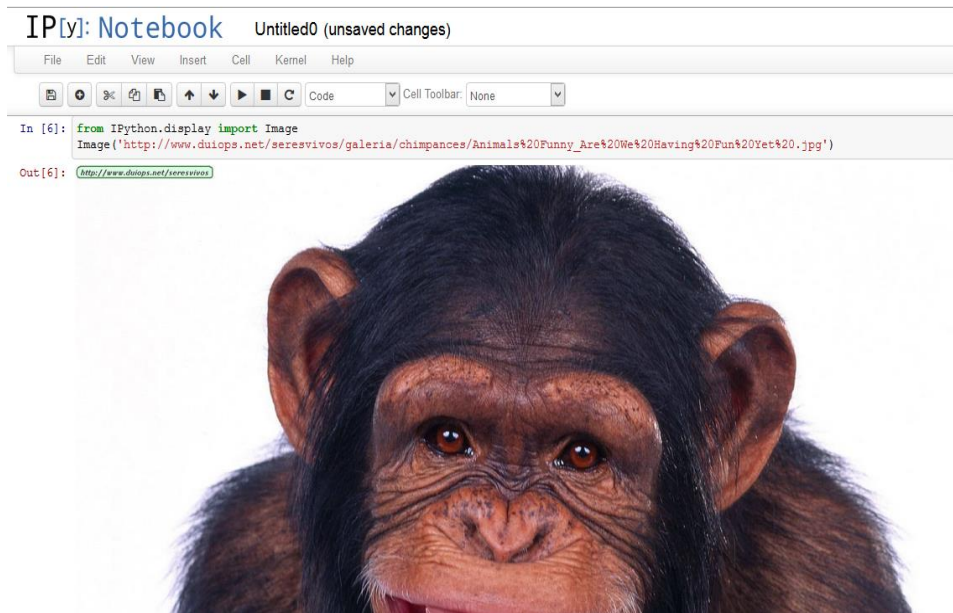 IP[y]: Notebook Untitled0 (unsaved changes)
File Edit View Insert Cell Kernel Help
Code Cell Toolbar: None
In [6]: from IPython.display import Image
Image('http://www.duiops.net/seresvivos/galeria/chimpances/Animals%20Funny_Are%20We%20Having%20Fun%20Yet%20.jpg')
Out[6]: http://www.duiops.net/seresvivos